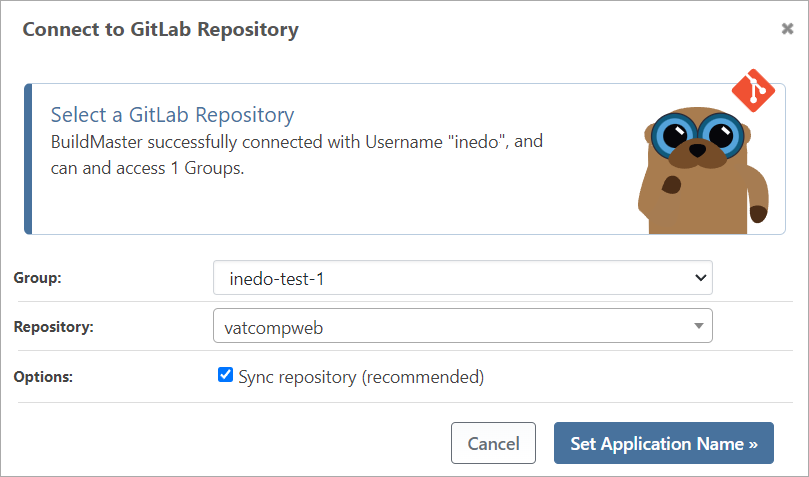 Connect to GitLab Repository
Select a GitLab Repository
BuildMaster successfully connected with Username "inedo", and
can and access 1 Groups.
Group:
inedo-test-1
Repository:
vatcompweb
Options:
Sync repository (recommended)
Cancel
Set Application Name »